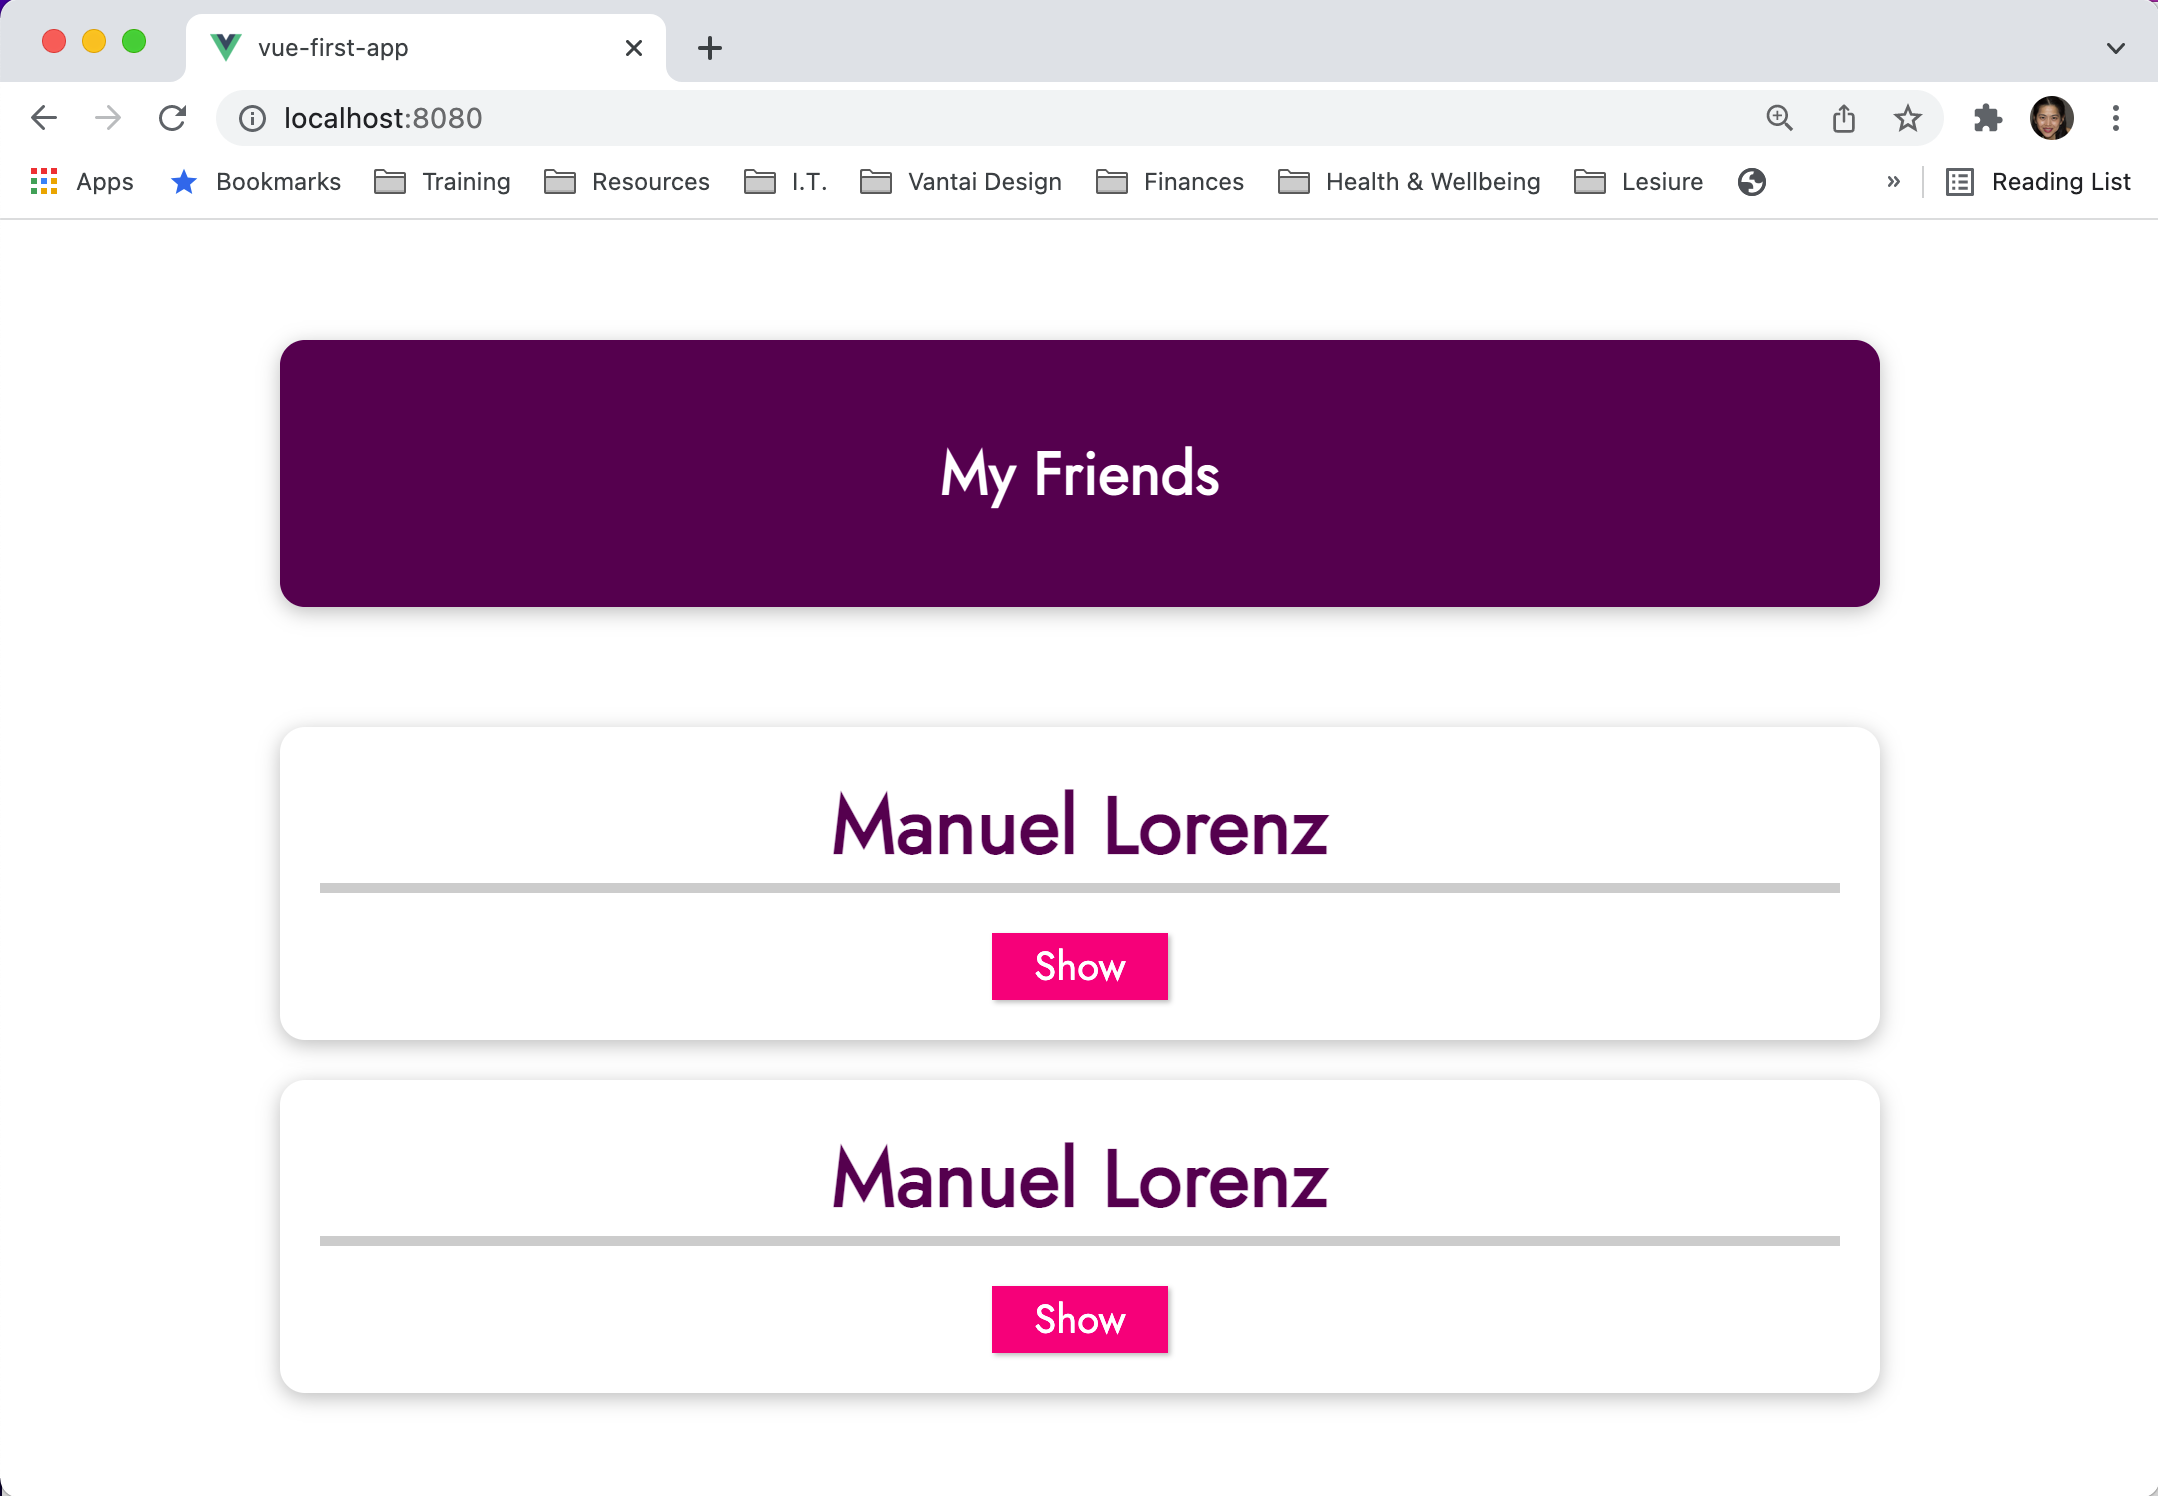 vue-first-app
localhost:8080
Apps Bookmarks Training Resources I.T. Vantai Design Finances Health & Wellbeing Lesiure » Reading List
My Friends
Manuel Lorenz
Show
Manuel Lorenz
Show